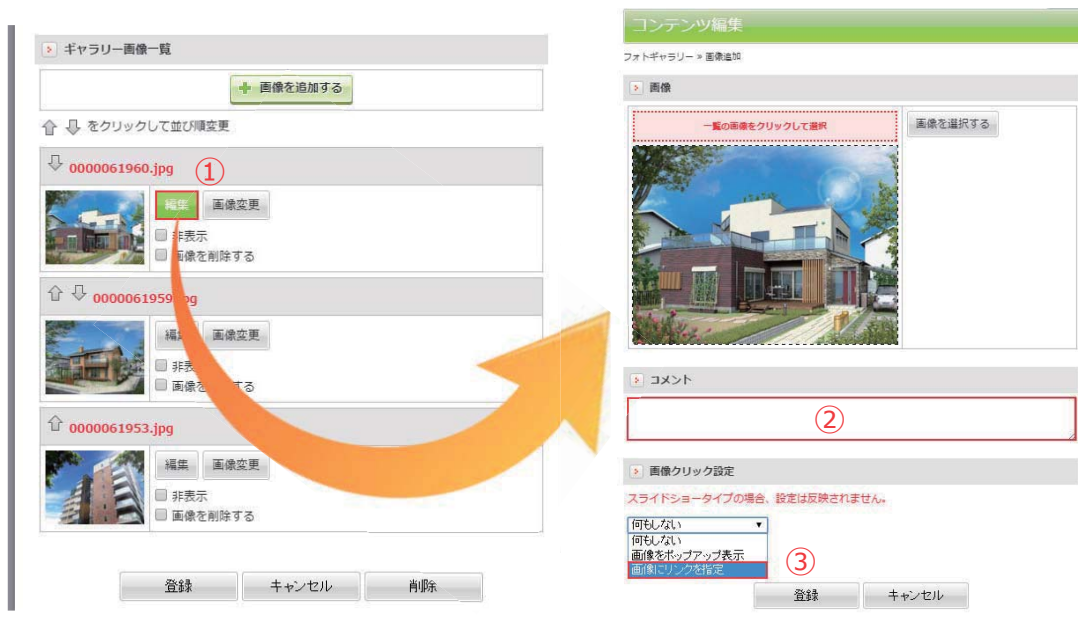 ギャラリー画像一覧
画像を追加する
をクリックして並び順変更
0000061960.jpg
①
編集 画像変更
非表示
画像を削除する
0000061959.jpg
編集 画像変更
非表示
画像を削除する
0000061953.jpg
編集 画像変更
非表示
画像を削除する
登録 キャンセル 削除
コンテンツ編集
フォトギャラリー » 画像追加
画像
一覧の画像をクリックして選択
画像を選択する
コメント
②
画像クリック設定
スライドショータイプの場合、設定は反映されません。
何もしない
何もしない
画像をポップアップ表示
画像にリンクを指定
③
登録 キャンセル